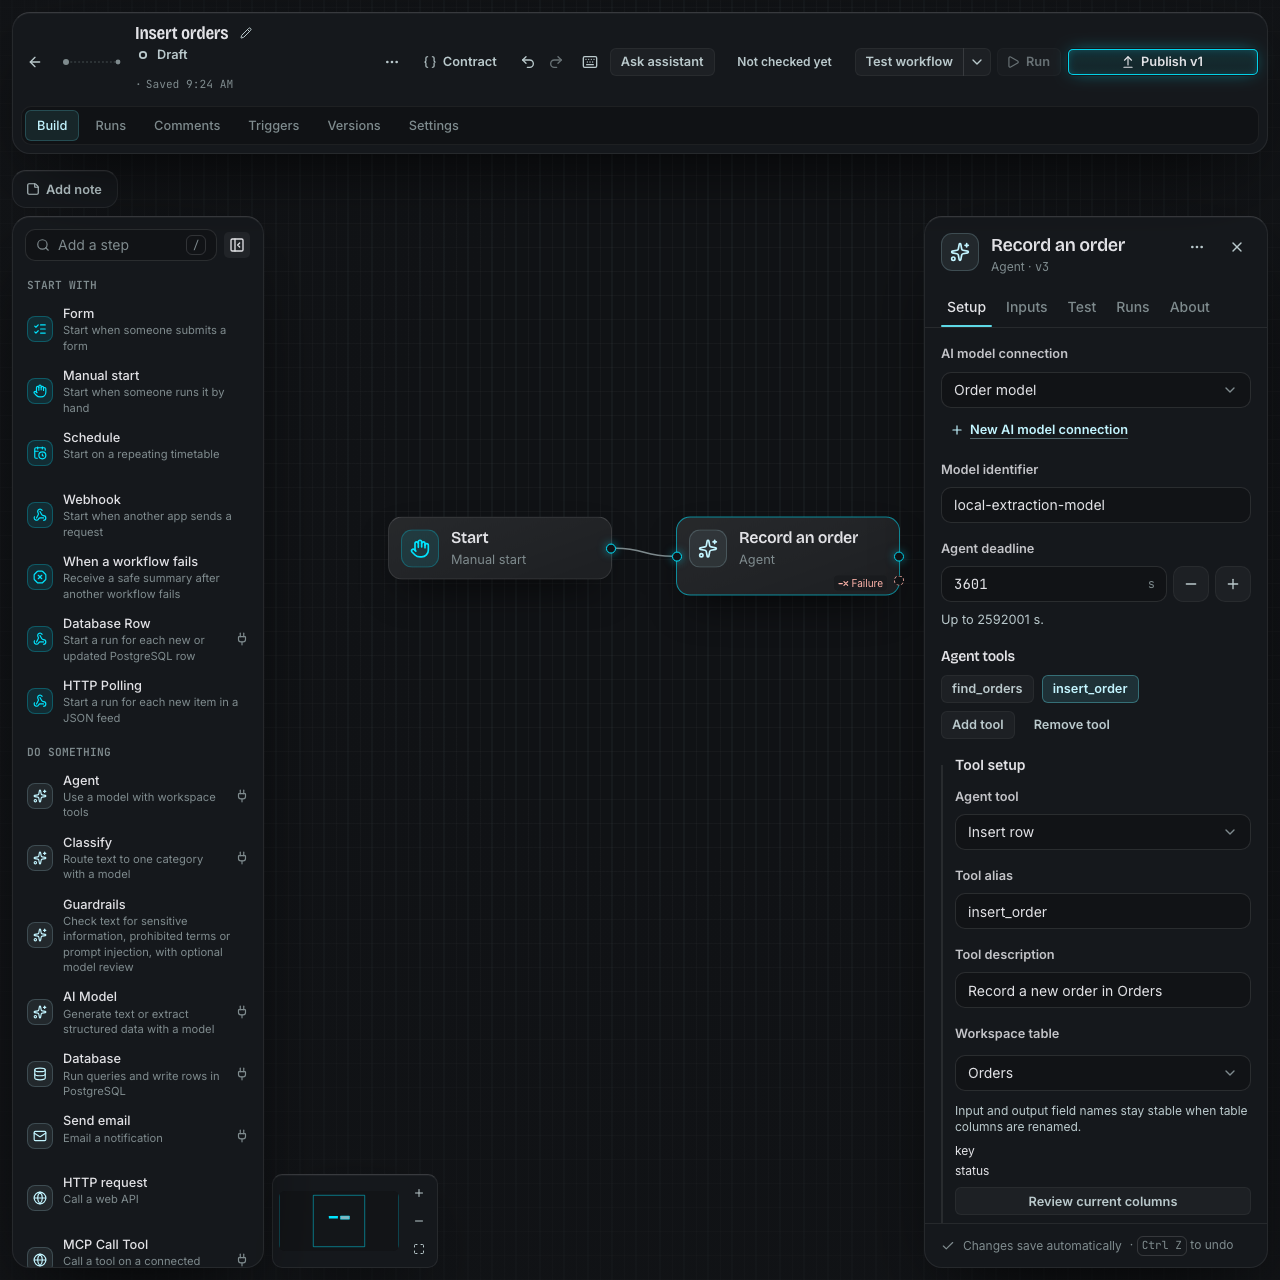 Insert orders
Draft
· Saved 9:24 AM
Contract
Ask assistant
Not checked yet
Test workflow
Run
Publish v1
Build
Runs
Comments
Triggers
Versions
Settings
Add note
Add a step
/
START WITH
Form
Start when someone submits a
form
Manual start
Start when someone runs it by
hand
Schedule
Start on a repeating timetable
Webhook
Start when another app sends a
request
When a workflow fails
Receive a safe summary after
another workflow fails
Database Row
Start a run for each new or
updated PostgreSQL row
HTTP Polling
Start a run for each new item in a
JSON feed
DO SOMETHING
Agent
Use a model with workspace
tools
Classify
Route text to one category
with a model
Guardrails
Check text for sensitive
information, prohibited terms or
prompt injection, with optional
model review
AI Model
Generate text or extract
structured data with a model
Database
Run queries and write rows in
PostgreSQL
Send email
Email a notification
HTTP request
Call a web API
MCP Call Tool
Call a tool on a connected
Start
Manual start
Record an order
Agent
Failure
Record an order
Agent · v3
Setup
Inputs
Test
Runs
About
AI model connection
Order model
New AI model connection
Model identifier
local-extraction-model
Agent deadline
3601
s
Up to 2592001 s.
Agent tools
find_orders
insert_order
Add tool
Remove tool
Tool setup
Agent tool
Insert row
Tool alias
insert_order
Tool description
Record a new order in Orders
Workspace table
Orders
Input and output field names stay stable when table
columns are renamed.
key
status
Review current columns
Changes save automatically · Ctrl Z to undo